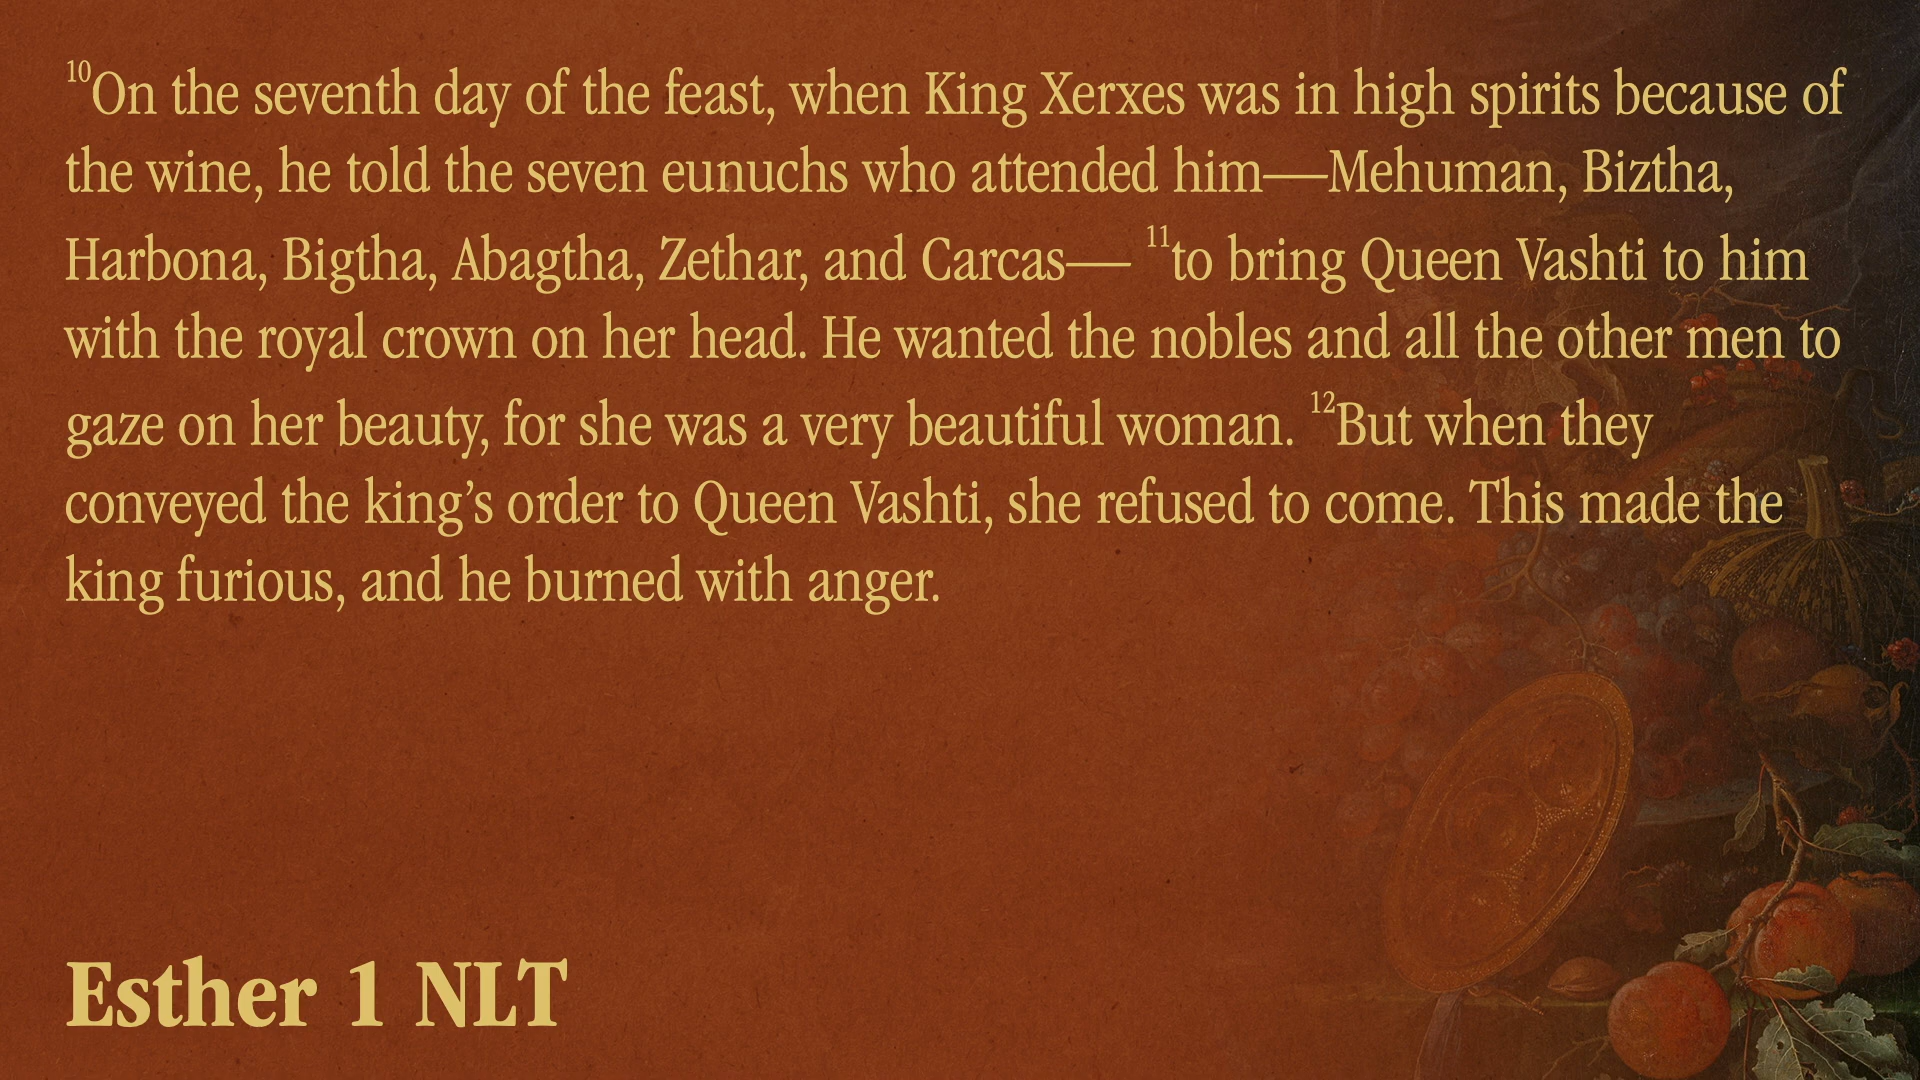 10On the seventh day of the feast, when King Xerxes was in high spirits because of
the wine, he told the seven eunuchs who attended him—Mehuman, Biztha,
Harbona, Bigtha, Abagtha, Zethar, and Carcas— 11to bring Queen Vashti to him
with the royal crown on her head. He wanted the nobles and all the other men to
gaze on her beauty, for she was a very beautiful woman. 12But when they
conveyed the king’s order to Queen Vashti, she refused to come. This made the
king furious, and he burned with anger.
Esther 1 NLT